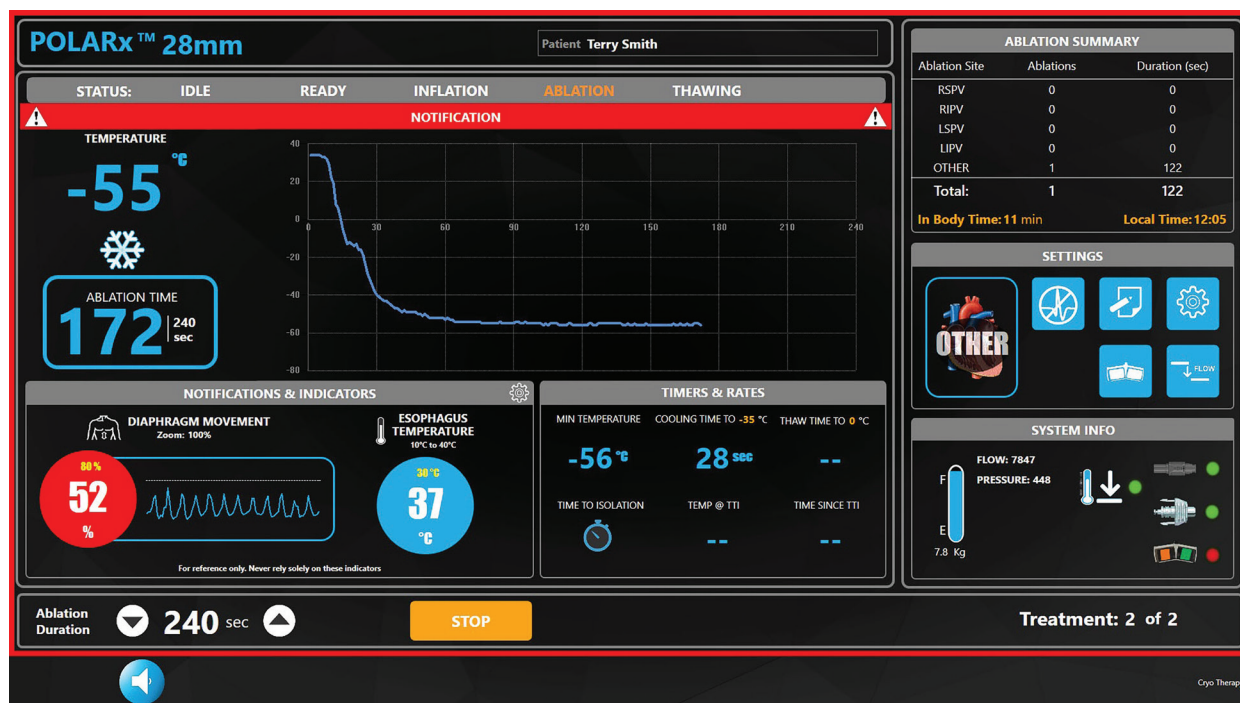 POLARx™ 28mm
Patient Terry Smith
STATUS: IDLE READY INFLATION ABLATION THAWING
NOTIFICATION
TEMPERATURE
-55 °C
ABLATION TIME
172 240 sec
40
20
0
-20
-40
-60
-80
0 30 60 90 120 150 180 210 240
NOTIFICATIONS & INDICATORS
DIAPHRAGM MOVEMENT
Zoom: 100%
80%
52
%
ESOPHAGUS
TEMPERATURE
10°C to 40°C
30°C
37
°C
For reference only. Never rely solely on these indicators
TIMERS & RATES
MIN TEMPERATURE COOLING TIME TO -35 °C THAW TIME TO 0 °C
-56 °C 28 sec --
TIME TO ISOLATION TEMP @ TTI TIME SINCE TTI
-- --
Ablation
Duration
240 sec
STOP
Treatment: 2 of 2
ABLATION SUMMARY
Ablation Site Ablations Duration (sec)
RSPV 0 0
RIPV 0 0
LSPV 0 0
LIPV 0 0
OTHER 1 122
Total: 1 122
In Body Time: 11 min Local Time: 12:05
SETTINGS
OTHER
FLOW
SYSTEM INFO
FLOW: 7847
PRESSURE: 448
F
E
7.8 Kg
Cryo Therap